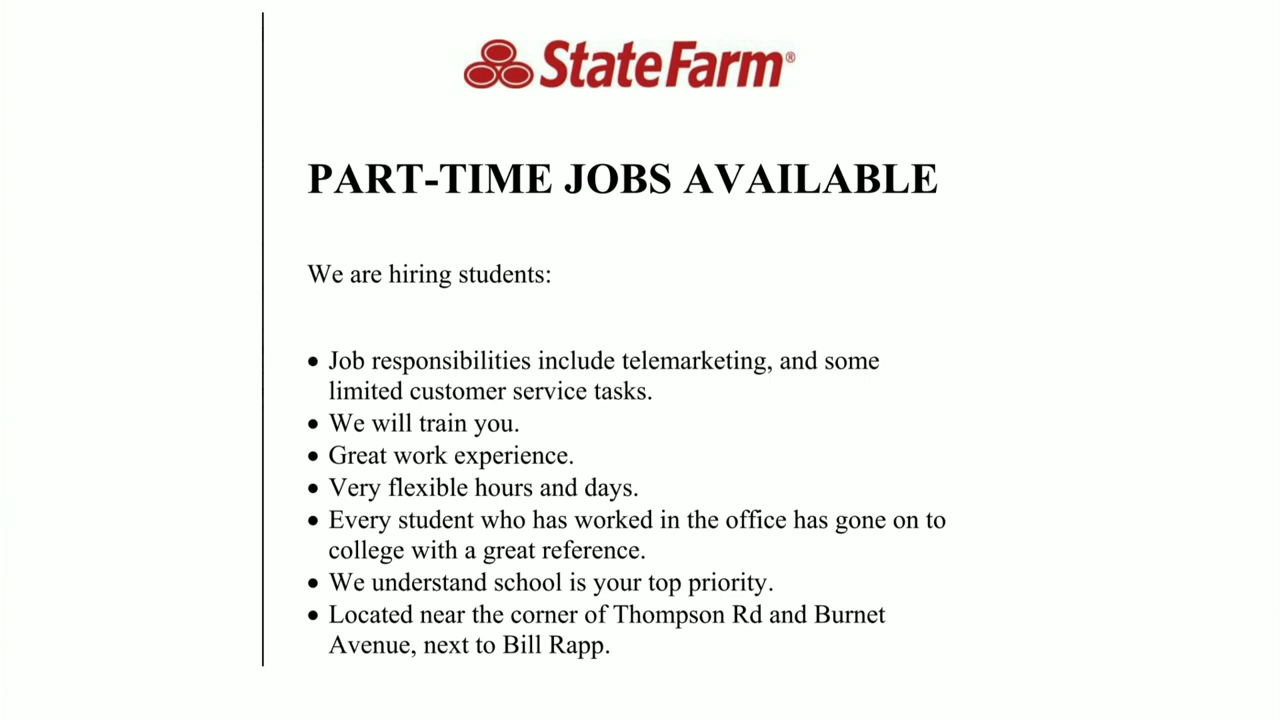 StateFarm®
PART-TIME JOBS AVAILABLE
We are hiring students:
• Job responsibilities include telemarketing, and some
limited customer service tasks.
• We will train you.
• Great work experience.
• Very flexible hours and days.
• Every student who has worked in the office has gone on to
college with a great reference.
• We understand school is your top priority.
• Located near the corner of Thompson Rd and Burnet
Avenue, next to Bill Rapp.